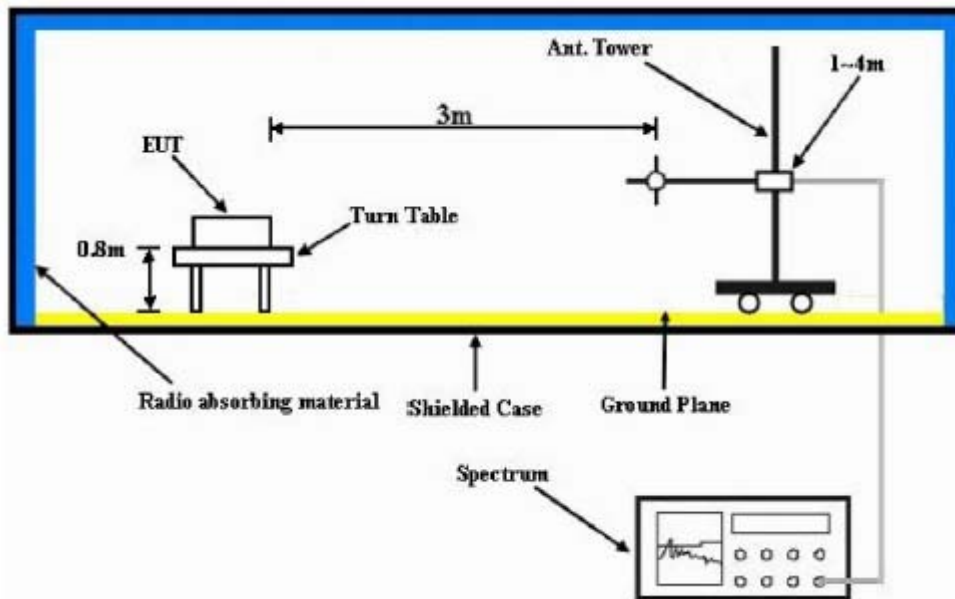 Ant. Tower
1~4m
3m
EUT
Turn Table
0.8m
Radio absorbing material
Shielded Case
Ground Plane
Spectrum